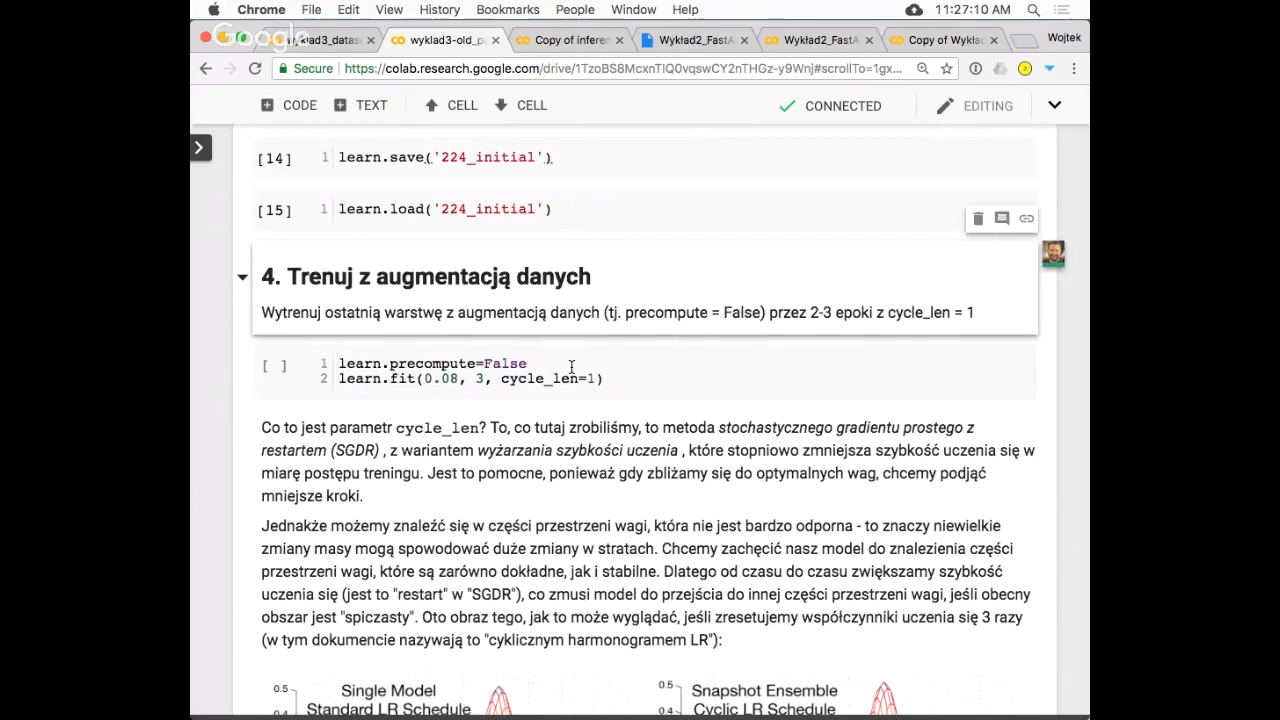 Chrome File Edit View History Bookmarks People Window Help 11:27:10 AM
Google
wyklad3-old_po Copy of inferen Wykład2_FastA Wykład2_FastA Copy of Wykła Wojtek
Secure https://colab.research.google.com/drive/1TzoBS8McxnTIQ0vqswCY2nTHGz-y9Wnj#scrollTo=1gx...
CODE TEXT CELL CELL CONNECTED EDITING
[14] 1 learn.save('224_initial')
[15] 1 learn.load('224_initial')
4. Trenuj z augmentacją danych
Wytrenuj ostatnią warstwę z augmentacją danych (tj. precompute = False) przez 2-3 epoki z cycle_len = 1
[ ] 1 learn.precompute=False
2 learn.fit(0.08, 3, cycle_len=1)
Co to jest parametr cycle_len? To, co tutaj zrobiliśmy, to metoda stochastycznego gradientu prostego z
restartem (SGDR) , z wariantem wyżarzania szybkości uczenia , które stopniowo zmniejsza szybkość uczenia się w
miarę postępu treningu. Jest to pomocne, ponieważ gdy zbliżamy się do optymalnych wag, chcemy podjąć
mniejsze kroki.
Jednakże możemy znaleźć się w części przestrzeni wagi, która nie jest bardzo odporna - to znaczy niewielkie
zmiany masy mogą spowodować duże zmiany w stratach. Chcemy zachęcić nasz model do znalezienia części
przestrzeni wagi, które są zarówno dokładne, jak i stabilne. Dlatego od czasu do czasu zwiększamy szybkość
uczenia się (jest to "restart" w "SGDR"), co zmusi model do przejścia do innej części przestrzeni wagi, jeśli obecny
obszar jest "spiczasty". Oto obraz tego, jak to może wyglądać, jeśli zresetujemy współczynniki uczenia się 3 razy
(w tym dokumencie nazywają to "cyklicznym harmonogramem LR"):
0.5 Single Model 0.5 Snapshot Ensemble
0.4 Standard LR Schedule 0.4 Cyclic LR Schedule